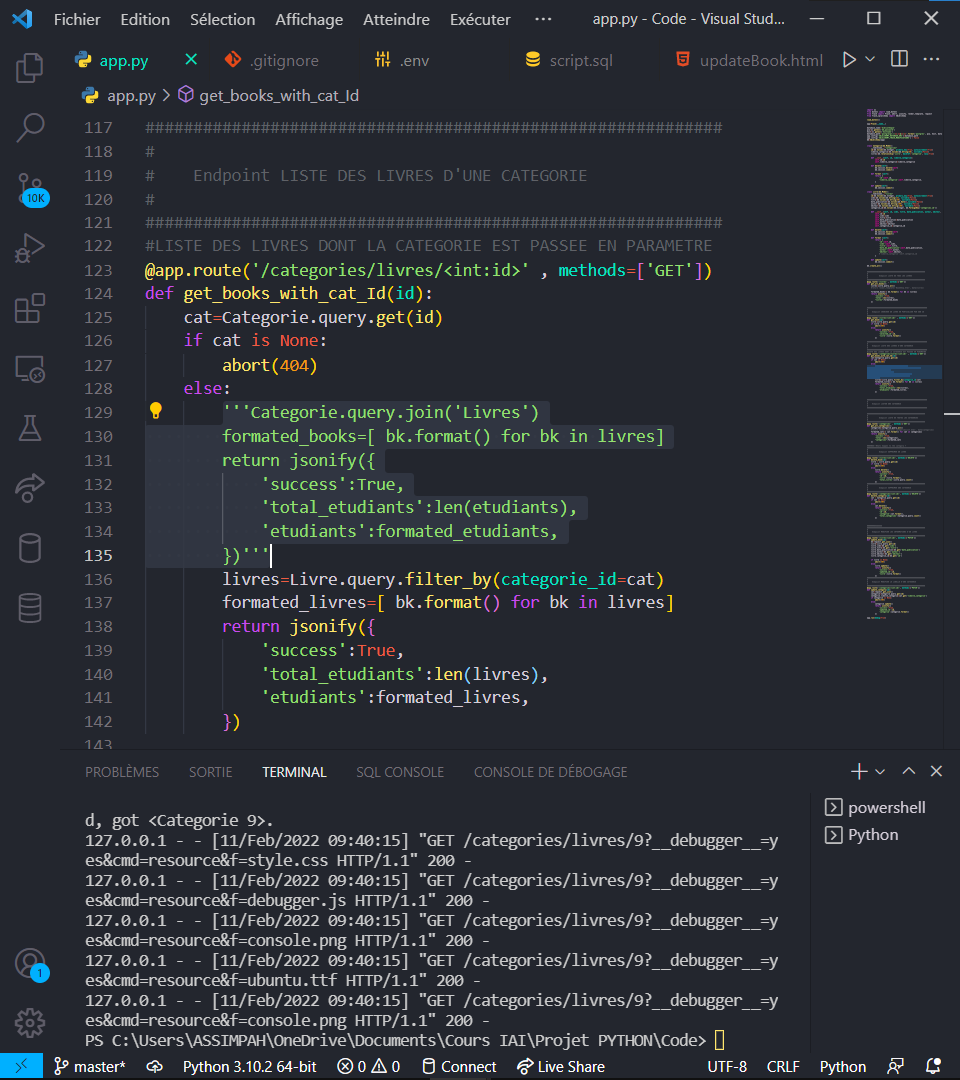 Fichier Edition Sélection Affichage Atteindre Exécuter ··· app.py - Code - Visual Stud...
app.py .gitignore .env script.sql updateBook.html
app.py > get_books_with_cat_Id
117 ############################################################
118 #
119 #    Endpoint LISTE DES LIVRES D'UNE CATEGORIE
120 #
121 ############################################################
122 #LISTE DES LIVRES DONT LA CATEGORIE EST PASSEE EN PARAMETRE
123 @app.route('/categories/livres/<int:id>' , methods=['GET'])
124 def get_books_with_cat_Id(id):
125     cat=Categorie.query.get(id)
126     if cat is None:
127         abort(404)
128     else:
129         '''Categorie.query.join('Livres')
130         formated_books=[ bk.format() for bk in livres]
131         return jsonify({
132             'success':True,
133             'total_etudiants':len(etudiants),
134             'etudiants':formated_etudiants,
135         })'''
136         livres=Livre.query.filter_by(categorie_id=cat)
137         formated_livres=[ bk.format() for bk in livres]
138         return jsonify({
139             'success':True,
140             'total_etudiants':len(livres),
141             'etudiants':formated_livres,
142         })
143
PROBLÈMES SORTIE TERMINAL SQL CONSOLE CONSOLE DE DÉBOGAGE
d, got <Categorie 9>.
127.0.0.1 - - [11/Feb/2022 09:40:15] "GET /categories/livres/9?__debugger__=y
es&cmd=resource&f=style.css HTTP/1.1" 200 -
127.0.0.1 - - [11/Feb/2022 09:40:15] "GET /categories/livres/9?__debugger__=y
es&cmd=resource&f=debugger.js HTTP/1.1" 200 -
127.0.0.1 - - [11/Feb/2022 09:40:15] "GET /categories/livres/9?__debugger__=y
es&cmd=resource&f=console.png HTTP/1.1" 200 -
127.0.0.1 - - [11/Feb/2022 09:40:15] "GET /categories/livres/9?__debugger__=y
es&cmd=resource&f=ubuntu.ttf HTTP/1.1" 200 -
127.0.0.1 - - [11/Feb/2022 09:40:15] "GET /categories/livres/9?__debugger__=y
es&cmd=resource&f=console.png HTTP/1.1" 200 -
PS C:\Users\ASSIMPAH\OneDrive\Documents\Cours IAI\Projet PYTHON\Code>
powershell
Python
10K
1
master* Python 3.10.2 64-bit 0 0 Connect Live Share UTF-8 CRLF Python